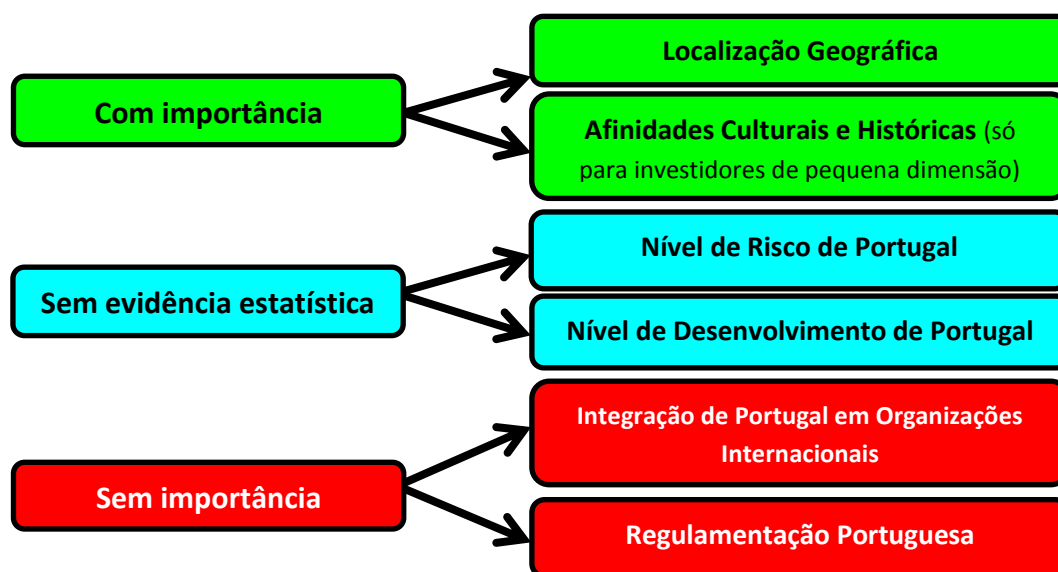 Localização Geográfica
Com importância
Afinidades Culturais e Históricas (só
para investidores de pequena dimensão)
Nível de Risco de Portugal
Sem evidência estatística
Nível de Desenvolvimento de Portugal
Integração de Portugal em Organizações
Internacionais
Sem importância
Regulamentação Portuguesa